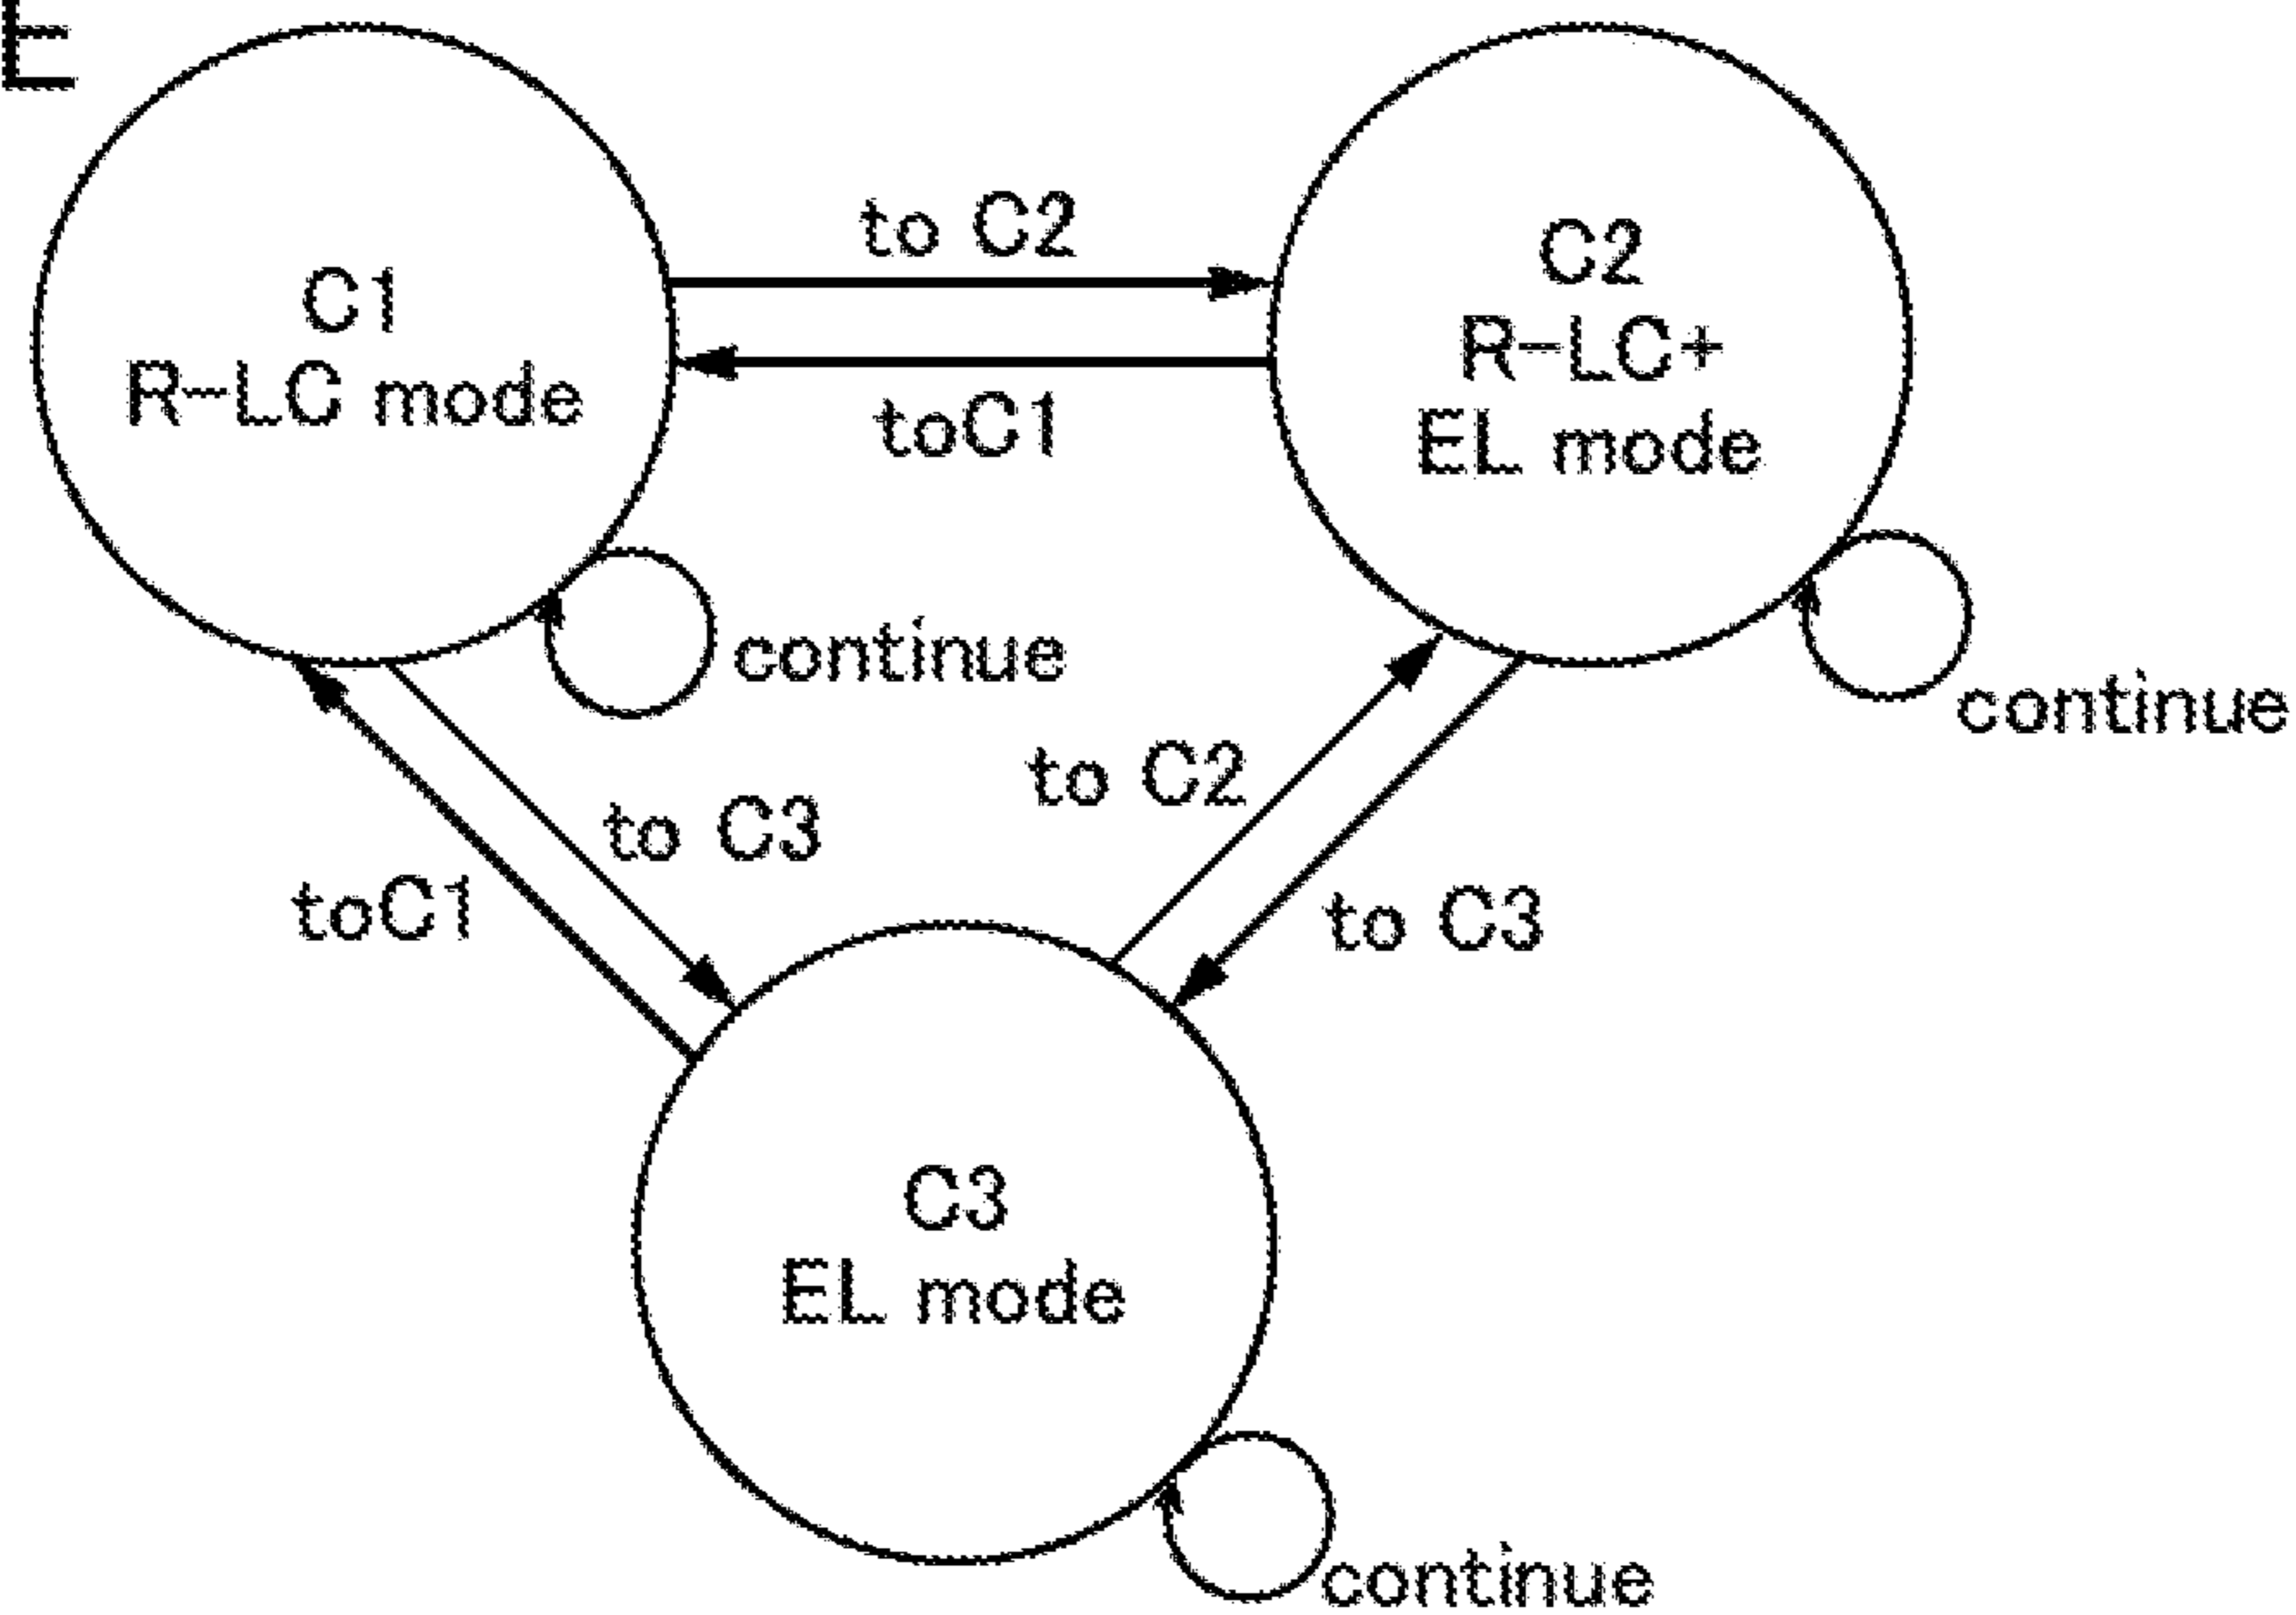 E
C1
R-LC mode
to C2
toC1
C2
R-LC+
EL mode
continue
continue
to C3
toC1
to C2
to C3
C3
EL mode
continue